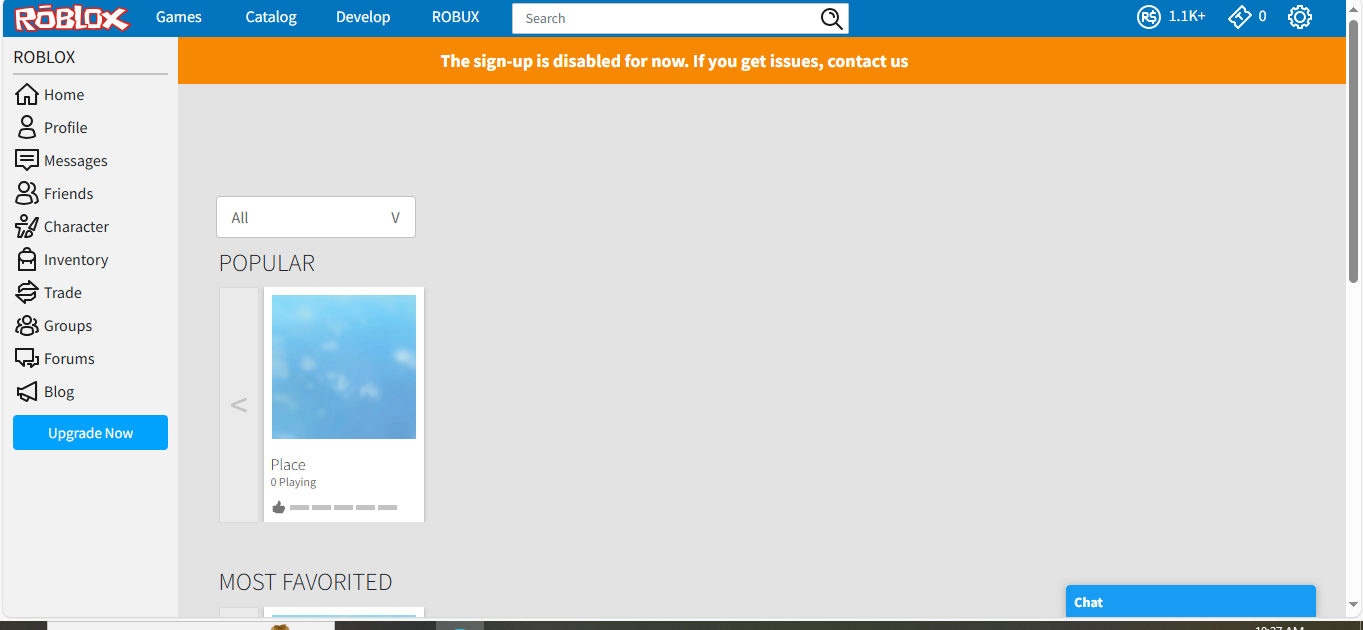 ROBLOX Games Catalog Develop ROBUX Search R$ 1.1K+ 0
ROBLOX
The sign-up is disabled for now. If you get issues, contact us
Home
Profile
Messages
Friends
Character
Inventory
Trade
Groups
Forums
Blog
Upgrade Now
All V
POPULAR
<
Place
0 Playing
MOST FAVORITED
Chat